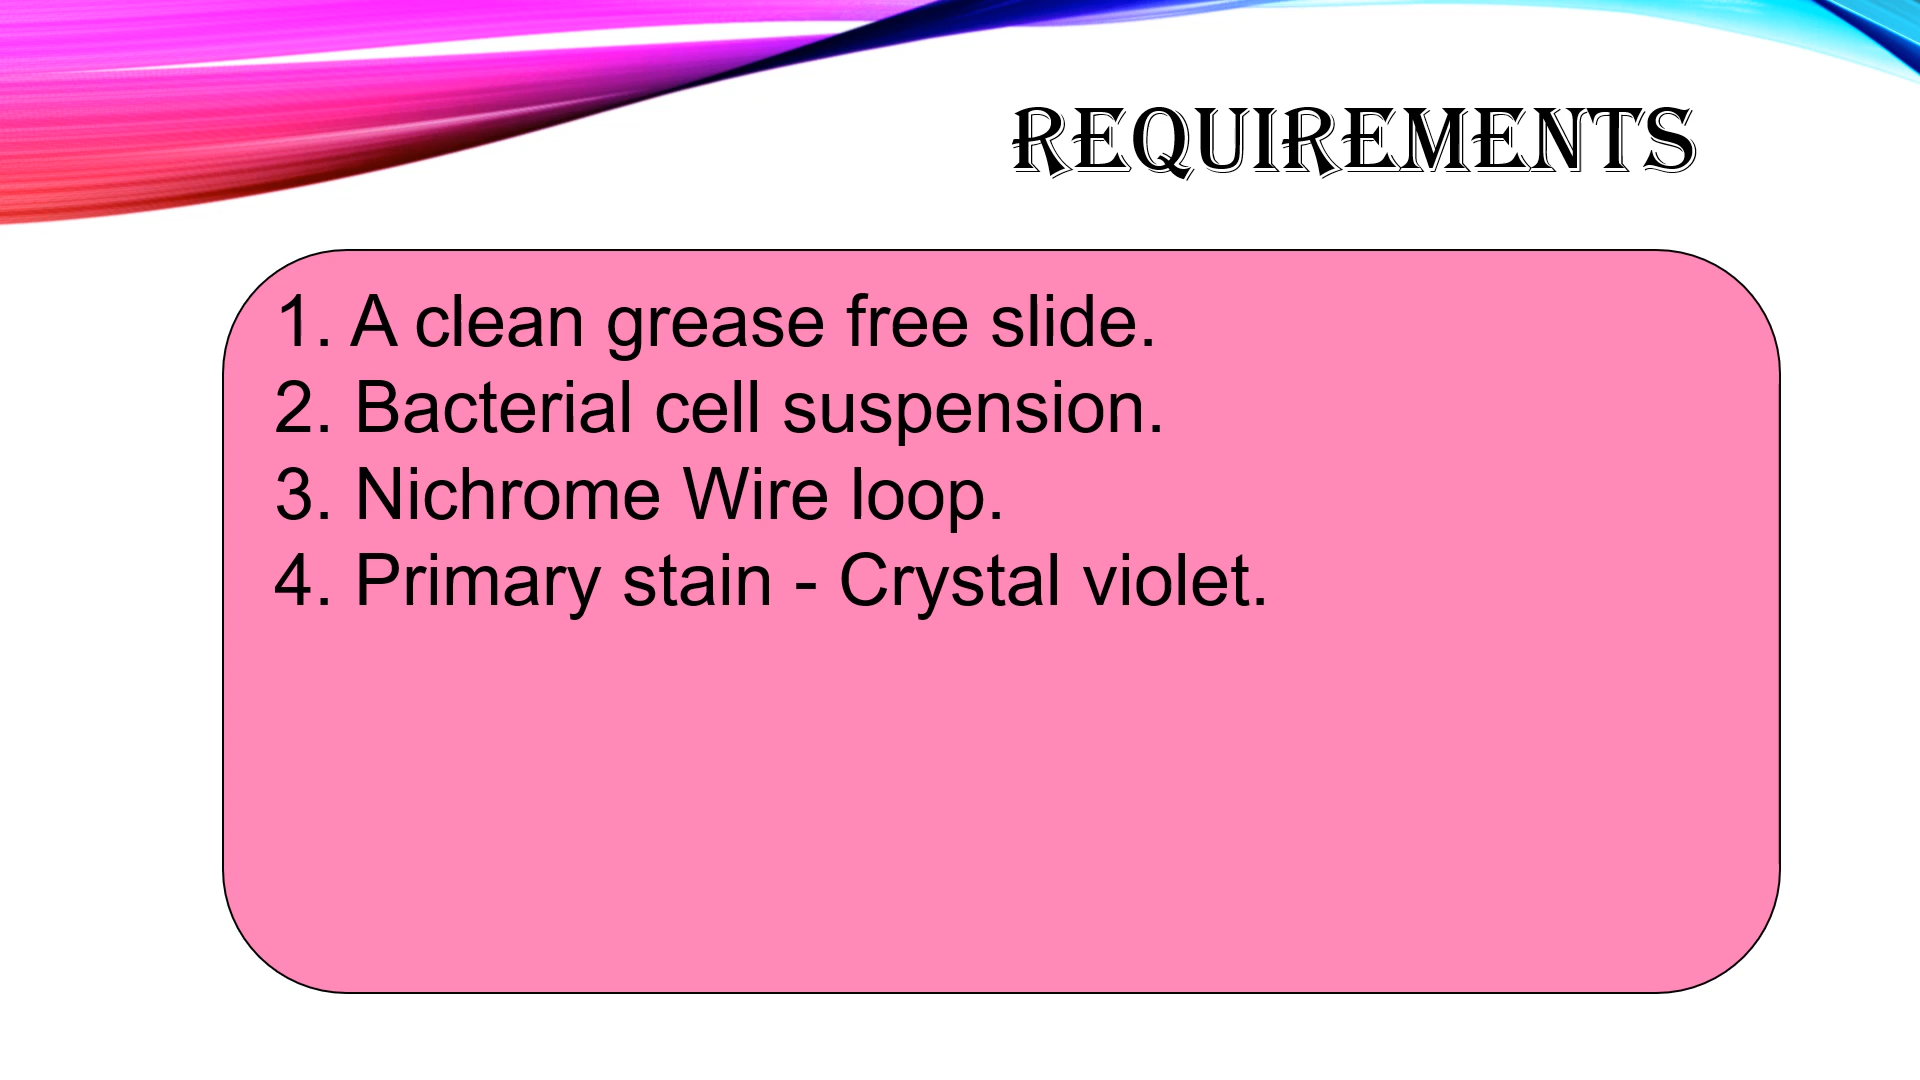 REQUIREMENTS
1. A clean grease free slide.
2. Bacterial cell suspension.
3. Nichrome Wire loop.
4. Primary stain - Crystal violet.